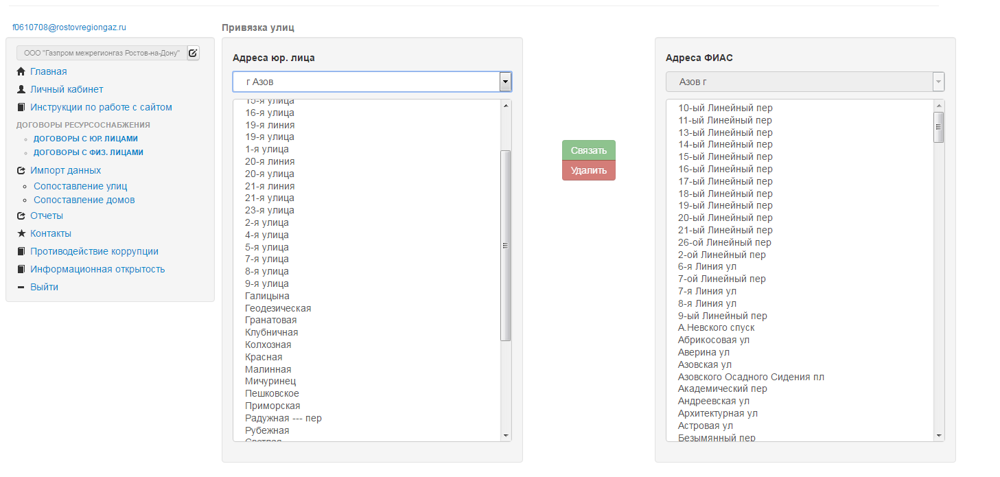 f0610708@rostovregiongaz.ru
ООО "Газпром межрегионгаз Ростов-на-Дону"
Главная
Личный кабинет
Инструкции по работе с сайтом
ДОГОВОРЫ РЕСУРСОСНАБЖЕНИЯ
ДОГОВОРЫ С ЮР. ЛИЦАМИ
ДОГОВОРЫ С ФИЗ. ЛИЦАМИ
Импорт данных
Сопоставление улиц
Сопоставление домов
Отчеты
Контакты
Противодействие коррупции
Информационная открытость
Выйти
Привязка улиц
Адреса юр. лица
г Азов
15-я улица
16-я улица
19-я линия
19-я улица
1-я улица
20-я линия
20-я улица
21-я линия
21-я улица
23-я улица
2-я улица
4-я улица
5-я улица
7-я улица
8-я улица
9-я улица
Галицына
Геодезическая
Гранатовая
Клубничная
Колхозная
Красная
Малинная
Мичуринец
Пешковское
Приморская
Радужная --- пер
Рубежная
Светлая
Связать
Удалить
Адреса ФИАС
Азов г
10-ый Линейный пер
11-ый Линейный пер
13-ый Линейный пер
14-ый Линейный пер
15-ый Линейный пер
16-ый Линейный пер
17-ый Линейный пер
18-ый Линейный пер
19-ый Линейный пер
20-ый Линейный пер
21-ый Линейный пер
26-ой Линейный пер
2-ой Линейный пер
6-я Линия ул
7-ой Линейный пер
7-я Линия ул
8-я Линия ул
9-ый Линейный пер
А.Невского спуск
Абрикосовая ул
Аверина ул
Азовская ул
Азовского Осадного Сидения пл
Академический пер
Андреевская ул
Архитектурная ул
Астровая ул
Безымянный пер